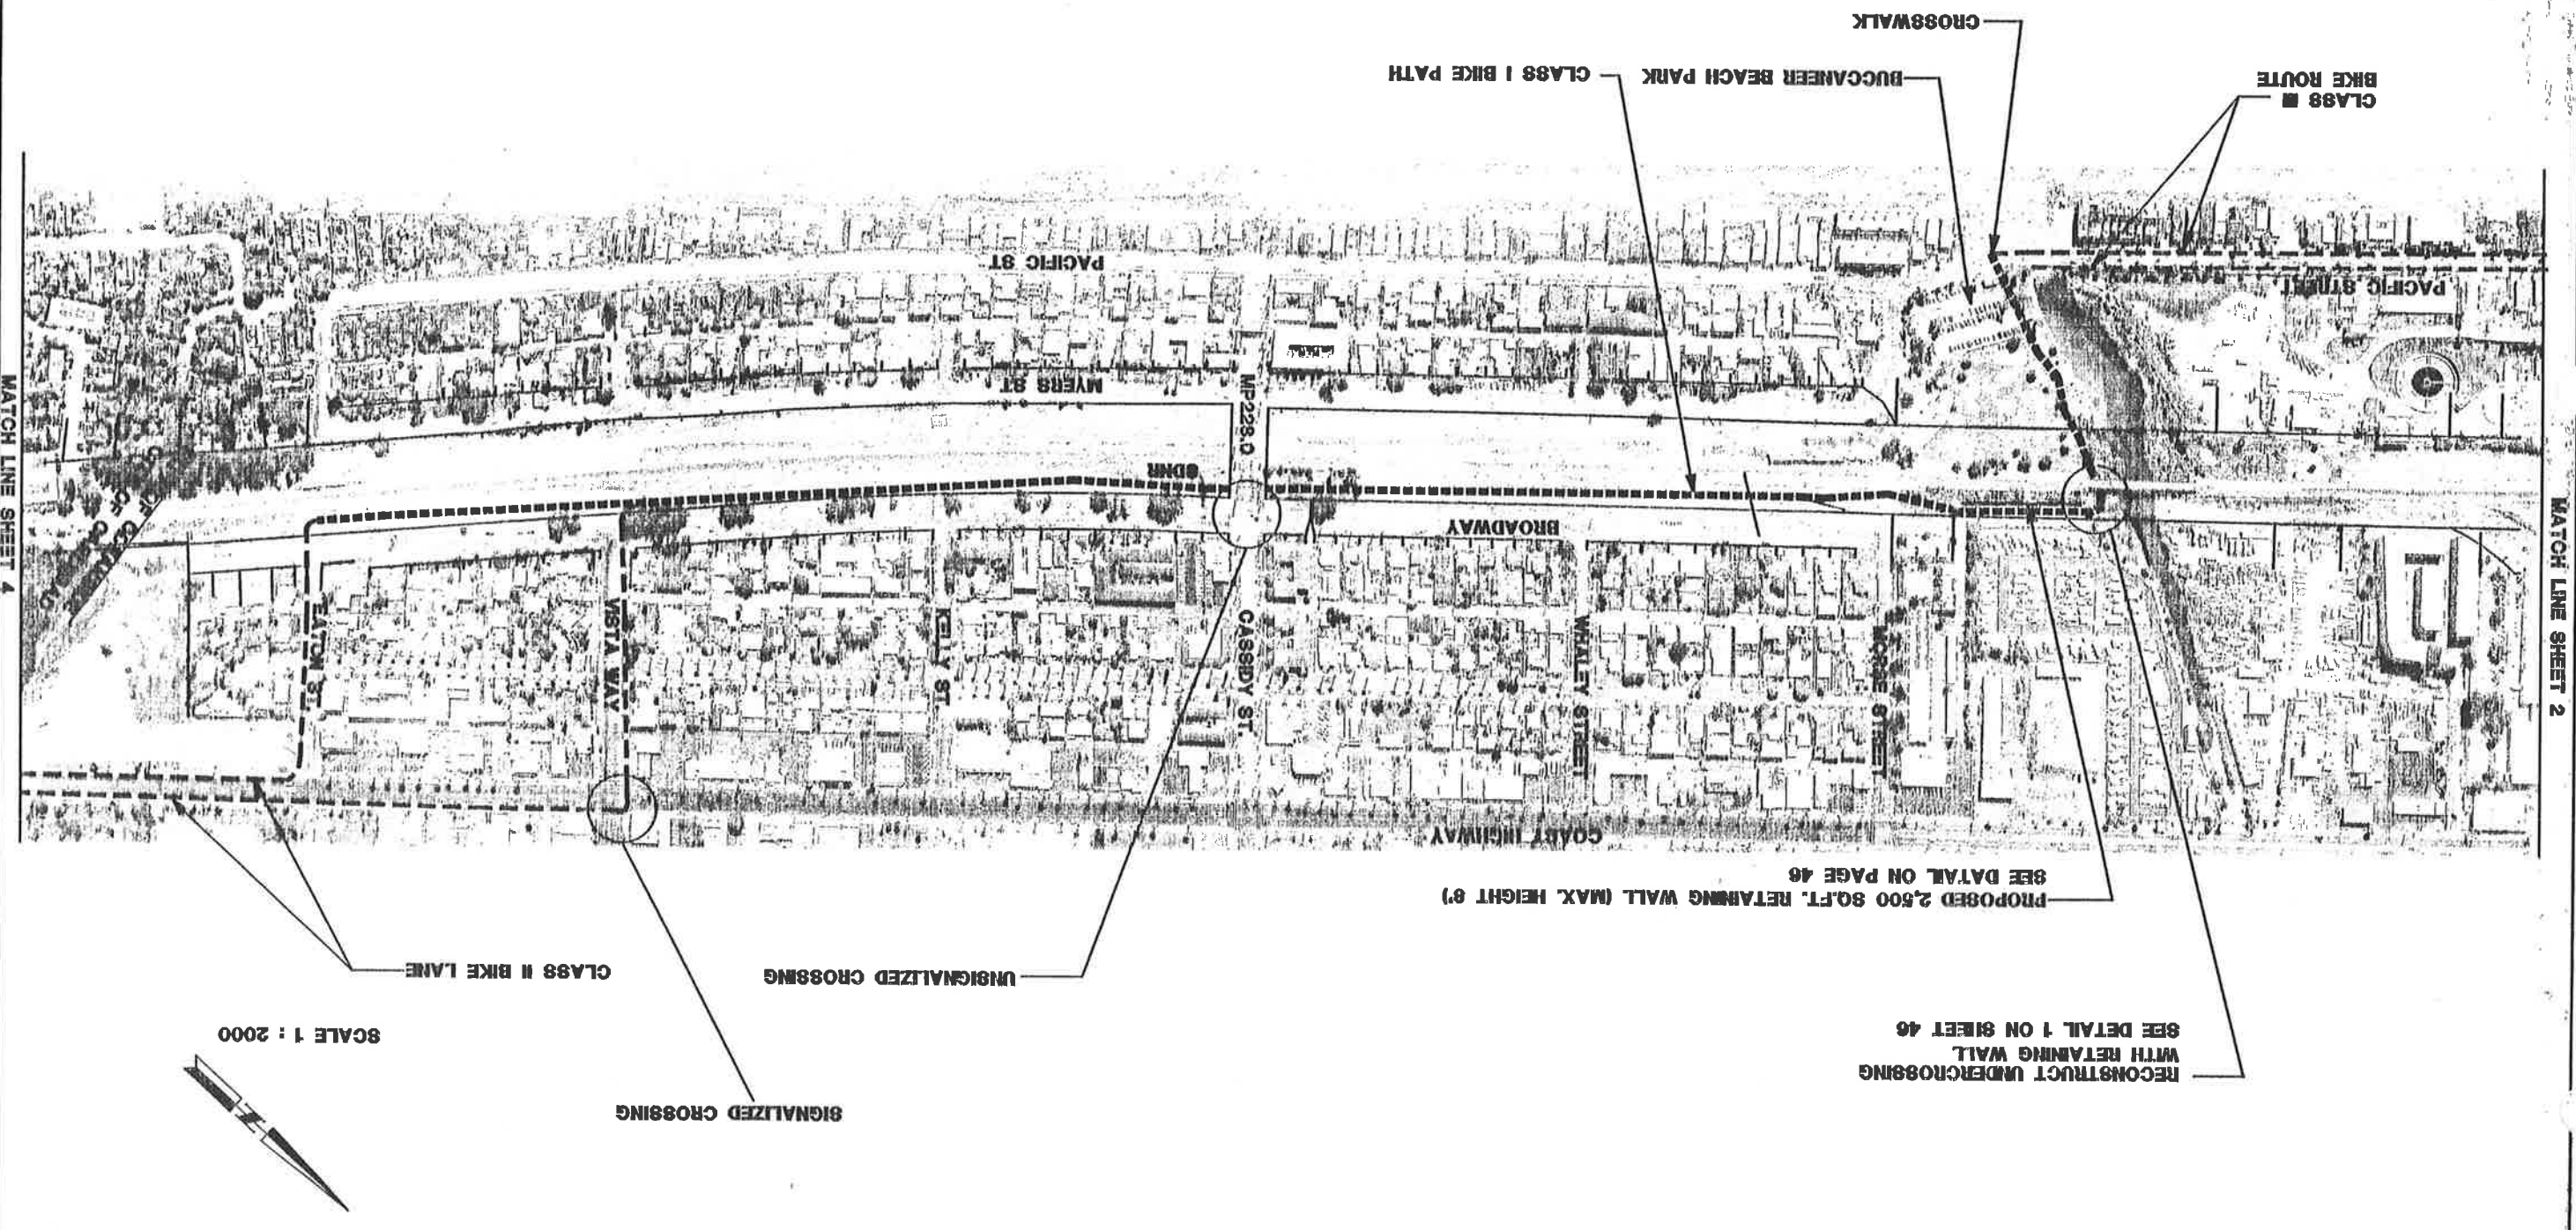 SIGNALIZED CROSSING
RECONSTRUCT UNDERCROSSING
WITH RETAINING WALL
SEE DETAIL 1 ON SHEET 46
N
SCALE 1 : 2000
UNSIGNALIZED CROSSING
CLASS II BIKE LANE
PROPOSED 2,500 SQ.FT. RETAINING WALL (MAX. HEIGHT 8')
SEE DATAIL ON PAGE 46
COAST HIGHWAY
MATCH LINE SHEET 2
MORSE STREET
WHALEY STREET
CASSIDY ST.
KELLY ST
VISTA WAY
EATON ST.
BROADWAY
SDNR
MATCH LINE SHEET 4
MYERS ST
PACIFIC STREET
PACIFIC ST
CLASS III
BIKE ROUTE
BUCCANEER BEACH PARK
CLASS I BIKE PATH
CROSSWALK